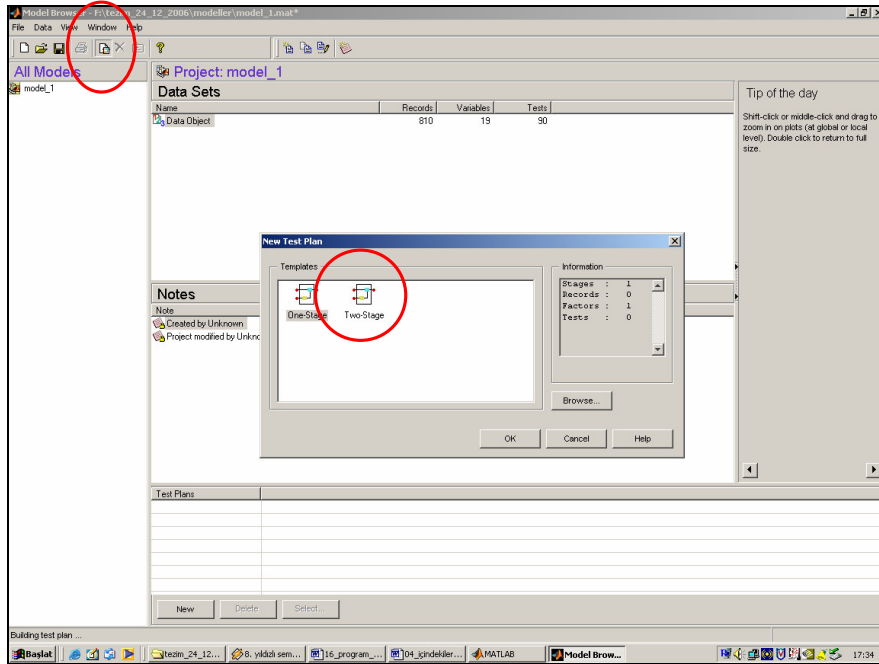 Model Browser - F:\tezim_24_12_2006\modeller\model_1.mat*
File Data View Window Help
All Models
model_1
Project: model_1
Data Sets
Name Records Variables Tests
Data Object 810 19 90
Tip of the day
Shift-click or middle-click and drag to
zoom in on plots (at global or local
level). Double click to return to full
size.
New Test Plan
Templates
One-Stage Two-Stage
Information
Stages : 1
Records : 0
Factors : 1
Tests : 0
Browse...
OK Cancel Help
Notes
Note
Created by Unknown
Project modified by Unkno
Test Plans
New Delete Select...
Building test plan ...
Başlat tezim_24_12... 8. yıldızlı sem... 16_program_... 04_içindekiler... MATLAB Model Brow... 17:34